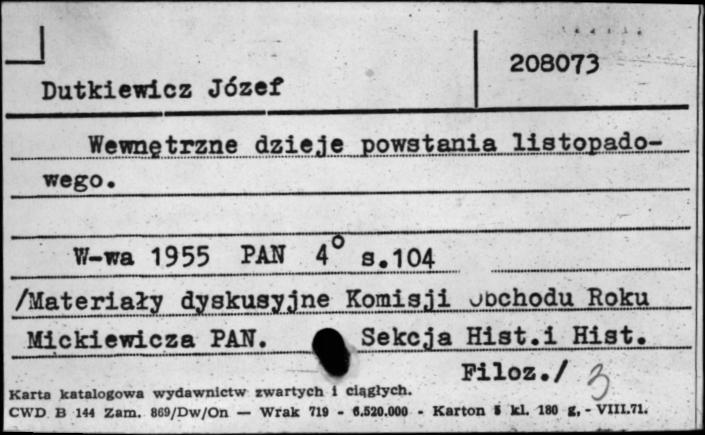 208073
Dutkiewicz Józef
Wewnętrzne dzieje powstania listopado-
wego.
W-wa 1955 PAN 4° s.104
/Materiały dyskusyjne Komisji Obchodu Roku
Mickiewicza PAN. Sekcja Hist.i Hist.
Filoz./ 3
Karta katalogowa wydawnictw zwartych i ciągłych.
CWD B 144 Zam. 869/Dw/On — Wrak 719 - 6.520.000 - Karton 5 kl. 180 g. - VIII.71.